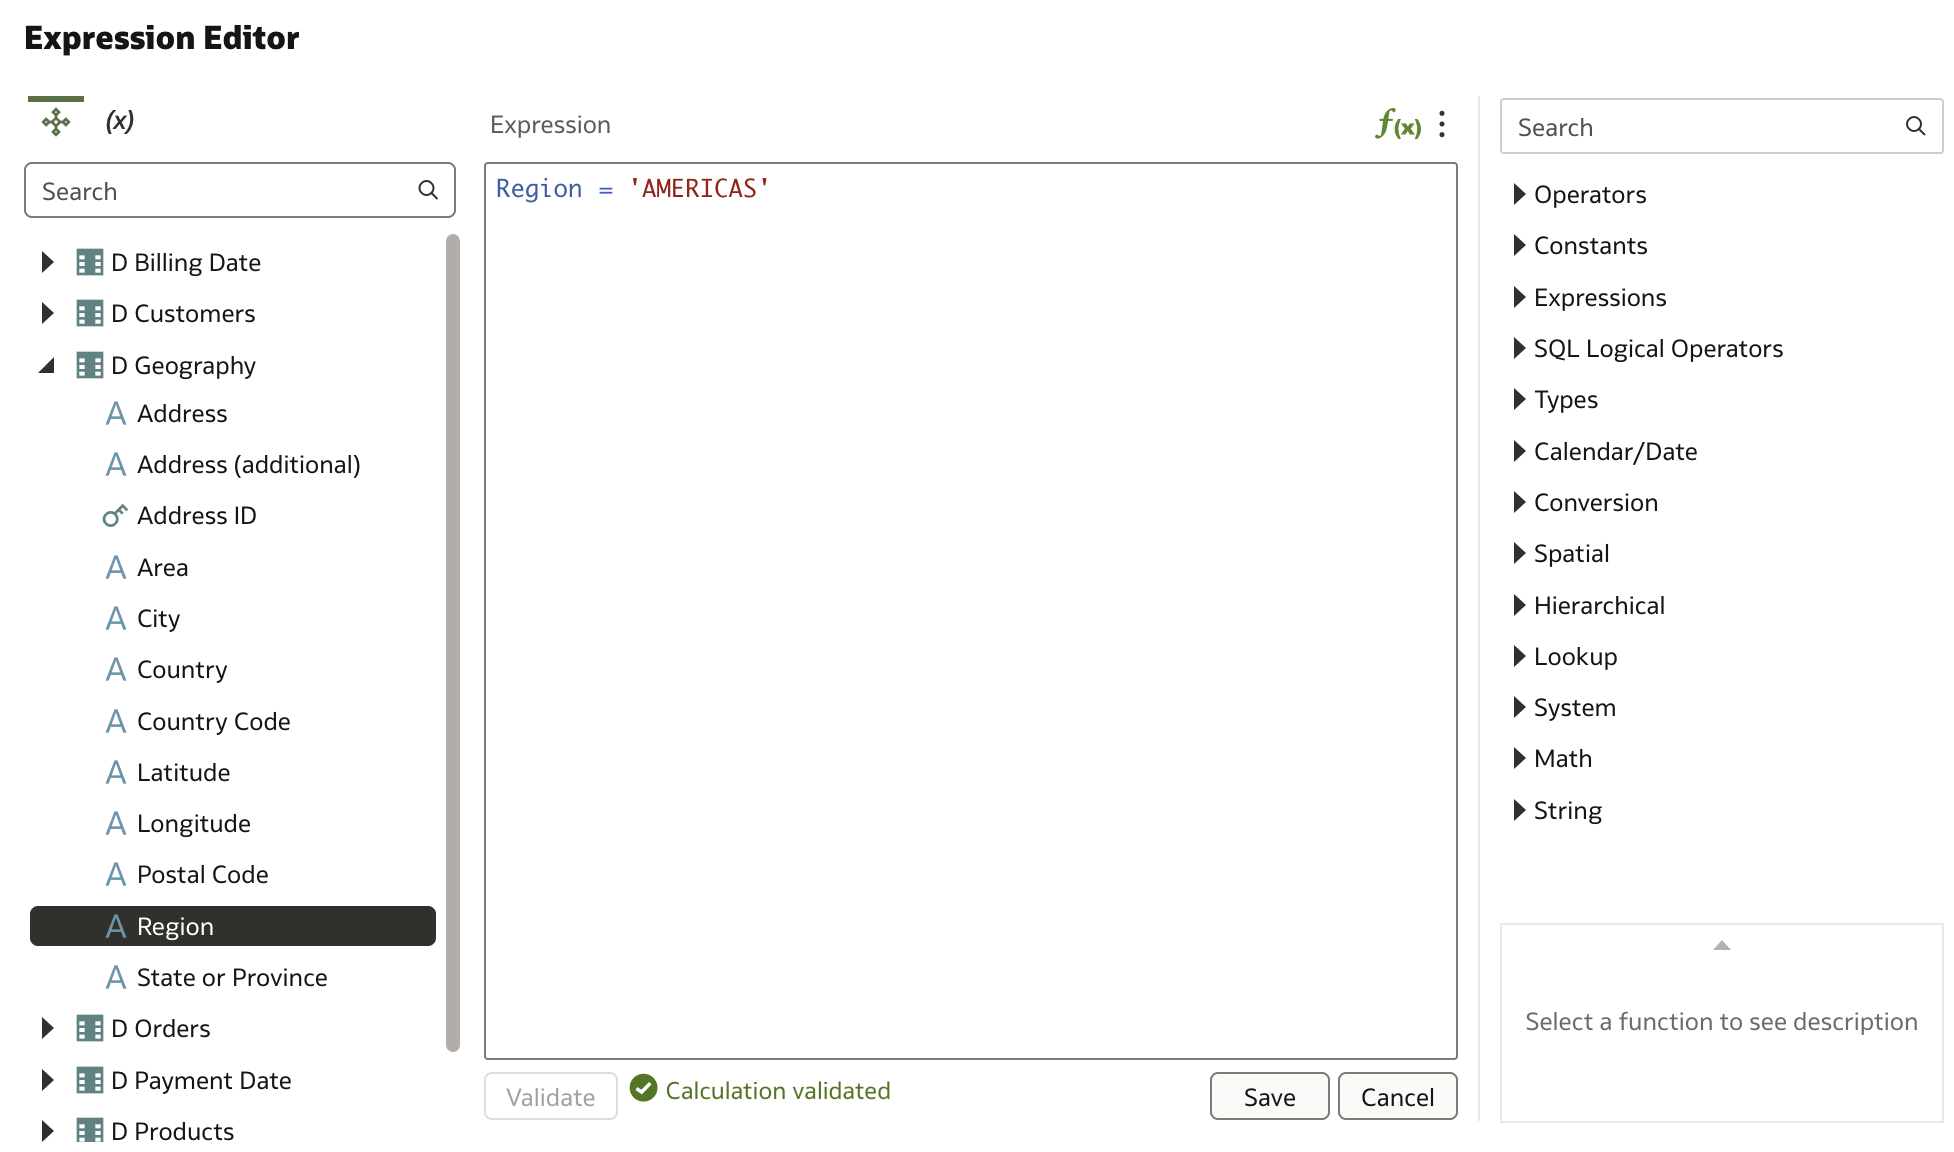 Expression Editor
(x)
Search
D Billing Date
D Customers
D Geography
A Address
A Address (additional)
Address ID
A Area
A City
A Country
A Country Code
A Latitude
A Longitude
A Postal Code
A Region
A State or Province
D Orders
D Payment Date
D Products
Expression
f(x)
Region = 'AMERICAS'
Validate
Calculation validated
Save
Cancel
Search
Operators
Constants
Expressions
SQL Logical Operators
Types
Calendar/Date
Conversion
Spatial
Hierarchical
Lookup
System
Math
String
Select a function to see description